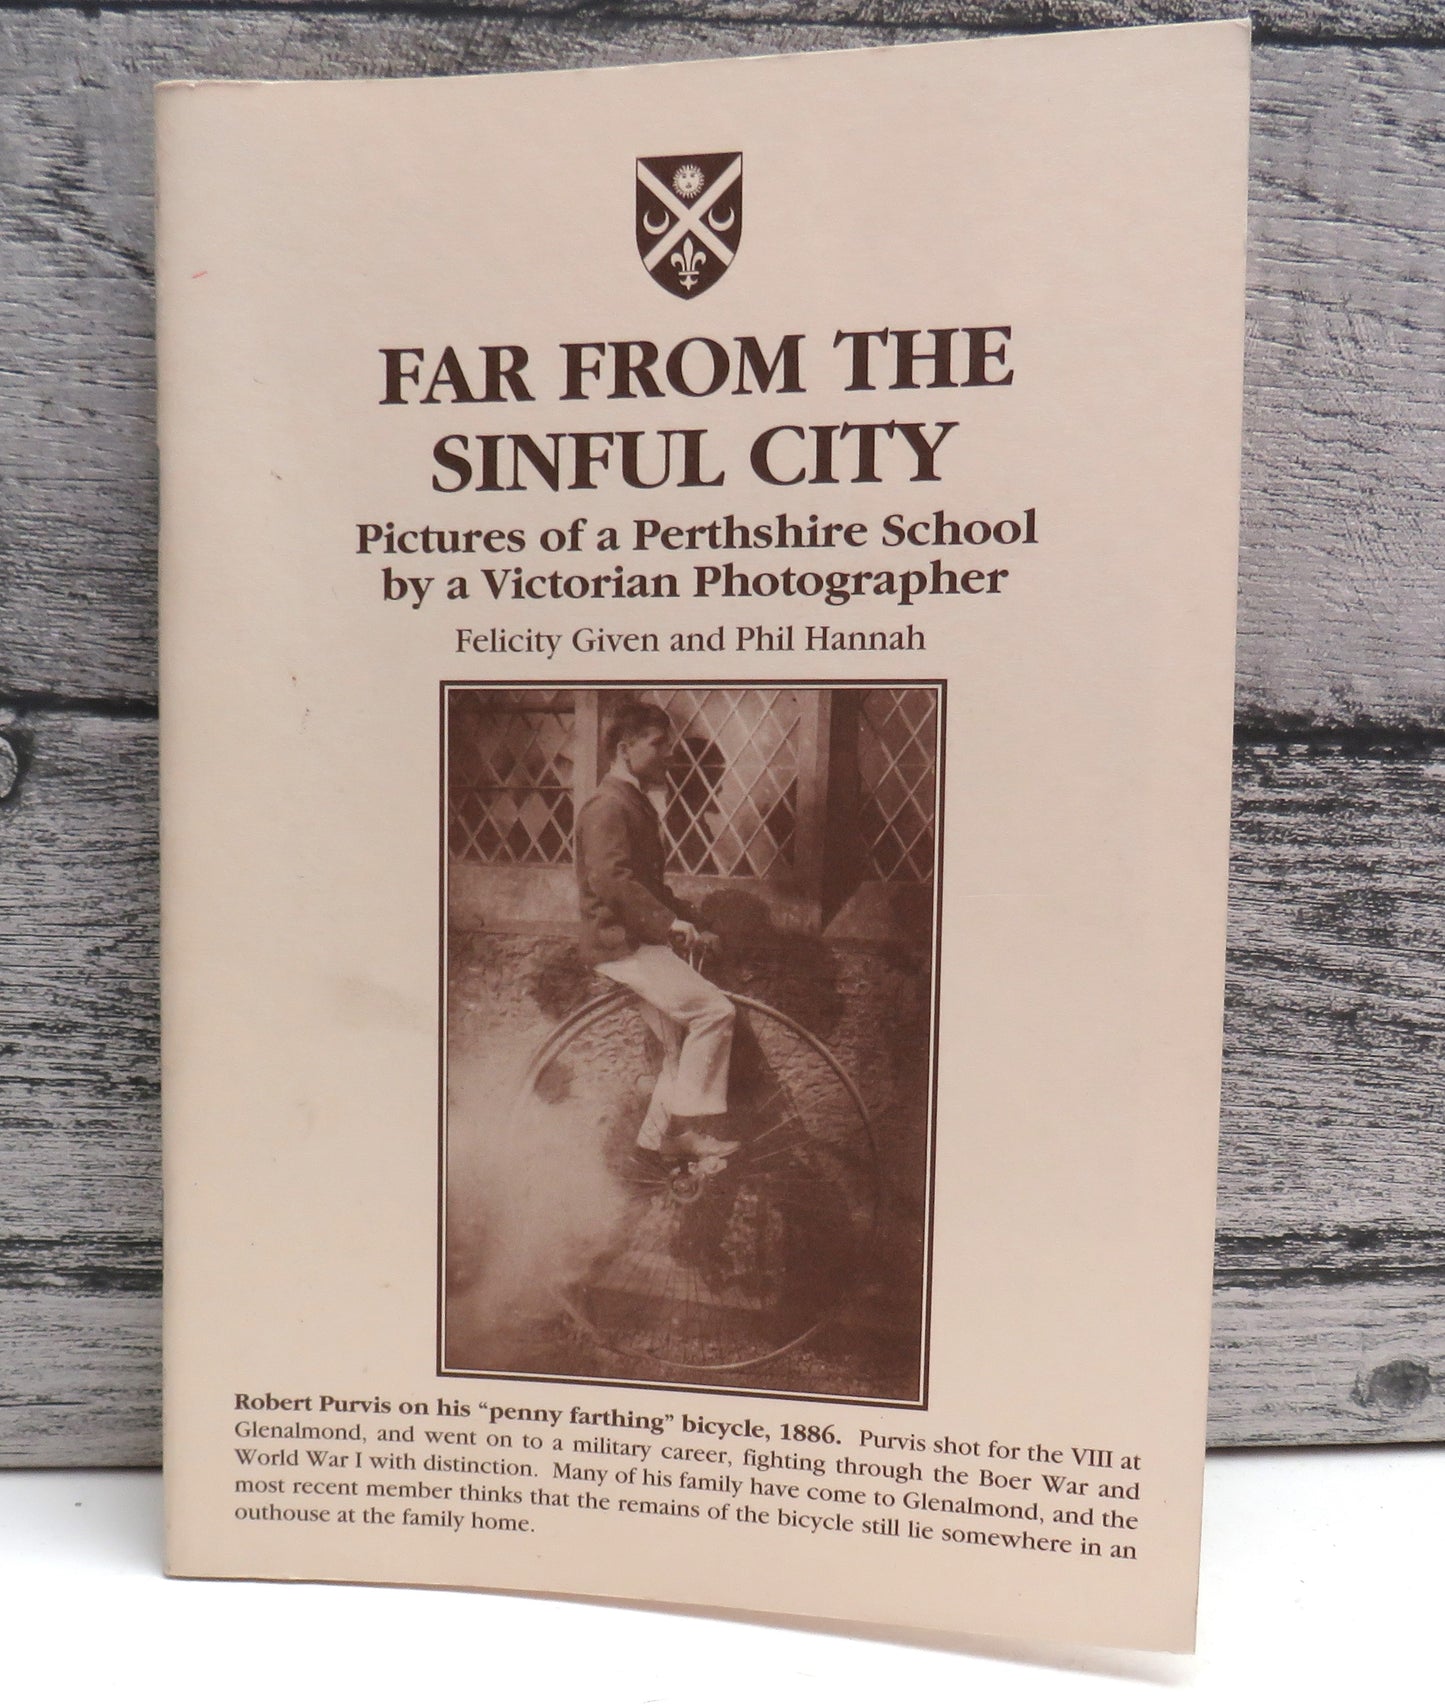 FAR FROM THE
SINFUL CITY
Pictures of a Perthshire School
by a Victorian Photographer
Felicity Given and Phil Hannah
Robert Purvis on his “penny farthing” bicycle, 1886. Purvis shot for the VIII at
Glenalmond, and went on to a military career, fighting through the Boer War and
World War I with distinction. Many of his family have come to Glenalmond, and the
most recent member thinks that the remains of the bicycle still lie somewhere in an
outhouse at the family home.